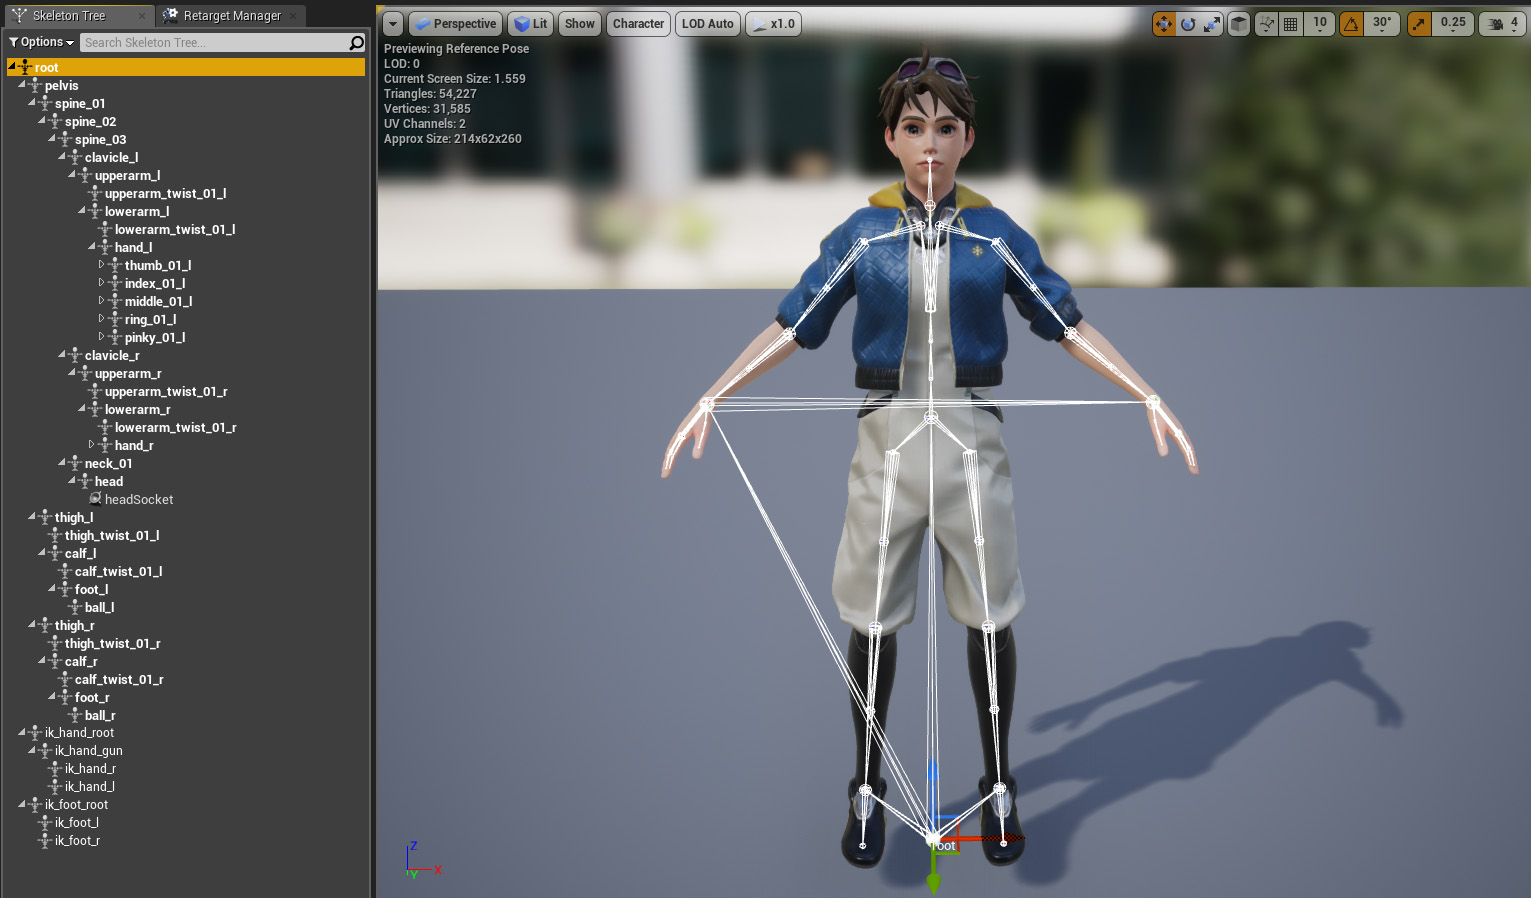 Skeleton Tree
Retarget Manager
Options
Search Skeleton Tree...
root
pelvis
spine_01
spine_02
spine_03
clavicle_l
upperarm_l
upperarm_twist_01_l
lowerarm_l
lowerarm_twist_01_l
hand_l
thumb_01_l
index_01_l
middle_01_l
ring_01_l
pinky_01_l
clavicle_r
upperarm_r
upperarm_twist_01_r
lowerarm_r
lowerarm_twist_01_r
hand_r
neck_01
head
headSocket
thigh_l
thigh_twist_01_l
calf_l
calf_twist_01_l
foot_l
ball_l
thigh_r
thigh_twist_01_r
calf_r
calf_twist_01_r
foot_r
ball_r
ik_hand_root
ik_hand_gun
ik_hand_r
ik_hand_l
ik_foot_root
ik_foot_l
ik_foot_r
Perspective Lit Show Character LOD Auto x1.0 10 30° 0.25 4
Previewing Reference Pose
LOD: 0
Current Screen Size: 1.559
Triangles: 54,227
Vertices: 31,585
UV Channels: 2
Approx Size: 214x62x260
root
Z
X
Y